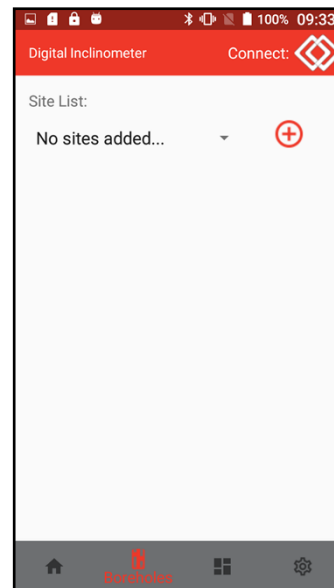 100% 09:33
Digital Inclinometer Connect:
Site List:
No sites added...
Boreholes